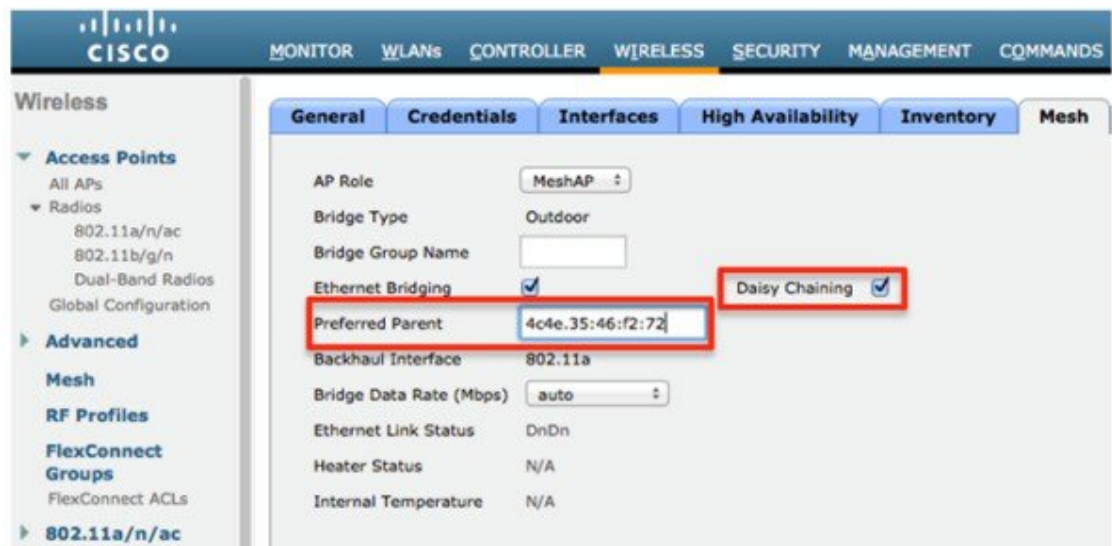 CISCO
MONITOR WLANs CONTROLLER WIRELESS SECURITY MANAGEMENT COMMANDS
Wireless
Access Points
All APs
Radios
802.11a/n/ac
802.11b/g/n
Dual-Band Radios
Global Configuration
Advanced
Mesh
RF Profiles
FlexConnect
Groups
FlexConnect ACLs
802.11a/n/ac
General Credentials Interfaces High Availability Inventory Mesh
AP Role MeshAP
Bridge Type Outdoor
Bridge Group Name
Ethernet Bridging Daisy Chaining
Preferred Parent 4c4e.35:46:f2:72
Backhaul Interface 802.11a
Bridge Data Rate (Mbps) auto
Ethernet Link Status DnDn
Heater Status N/A
Internal Temperature N/A